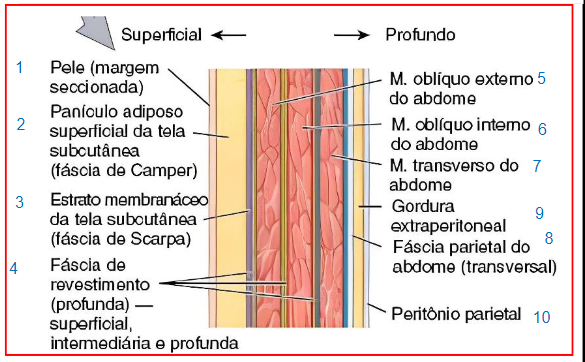 Superficial
Profundo
1 Pele (margem
seccionada)
2 Panículo adiposo
superficial da tela
subcutânea
(fáscia de Camper)
3 Estrato membranáceo
da tela subcutânea
(fáscia de Scarpa)
4 Fáscia de
revestimento
(profunda) —
superficial,
intermediária e profunda
M. oblíquo externo 5
do abdome
M. oblíquo interno 6
do abdome
M. transverso do 7
abdome
Gordura 9
extraperitoneal
Fáscia parietal do 8
abdome (transversal)
Peritônio parietal 10